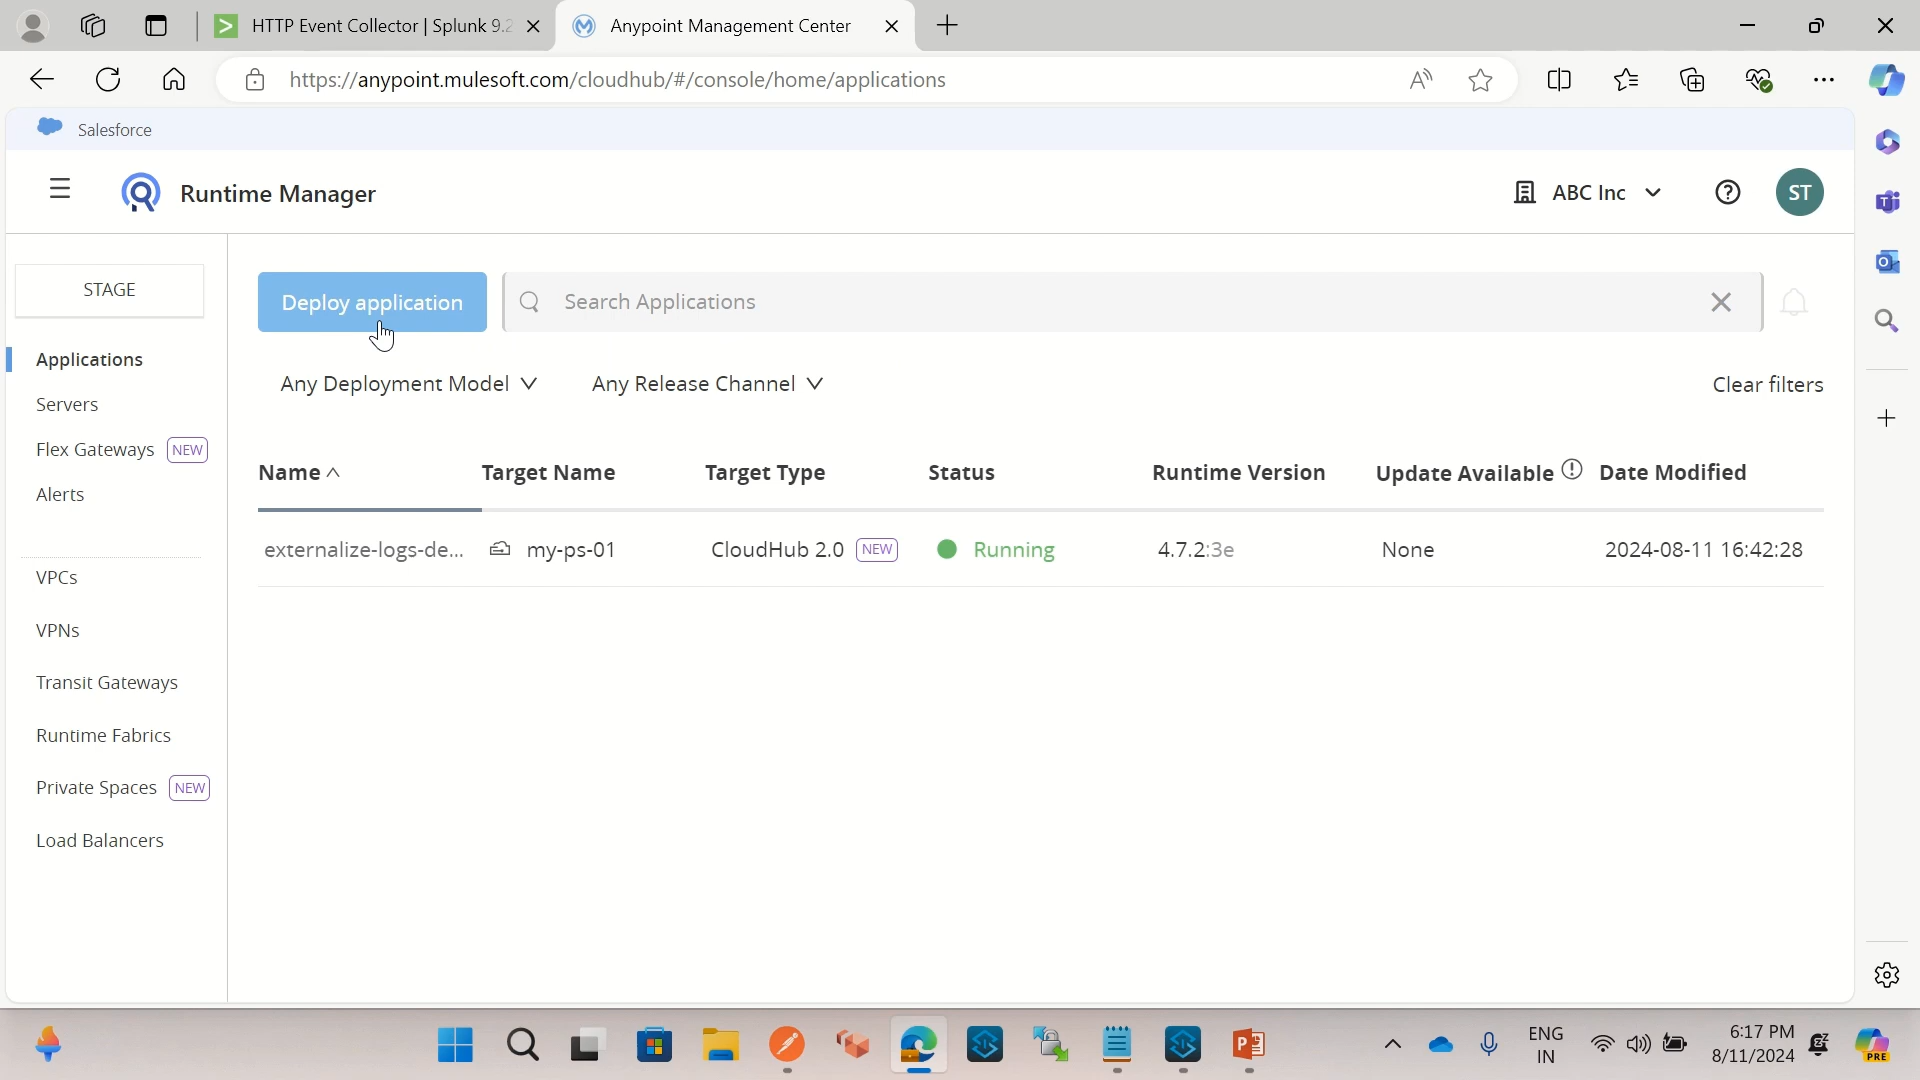 HTTP Event Collector | Splunk 9.2
Anypoint Management Center
https://anypoint.mulesoft.com/cloudhub/#/console/home/applications
Salesforce
Runtime Manager
ABC Inc
ST
STAGE
Deploy application
Search Applications
Applications
Any Deployment Model
Any Release Channel
Clear filters
Servers
Flex Gateways NEW
Alerts
Name
Target Name
Target Type
Status
Runtime Version
Update Available
Date Modified
externalize-logs-de...
my-ps-01
CloudHub 2.0 NEW
Running
4.7.2:3e
None
2024-08-11 16:42:28
VPCs
VPNs
Transit Gateways
Runtime Fabrics
Private Spaces NEW
Load Balancers
ENG
IN
6:17 PM
8/11/2024
PRE